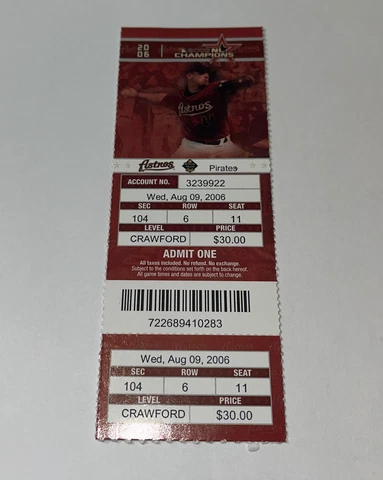 20
06
NL
CHAMPIONS
Astros
Astros
Pirates
ACCOUNT NO. 3239922
Wed, Aug 09, 2006
SEC ROW SEAT
104 6 11
LEVEL PRICE
CRAWFORD $30.00
ADMIT ONE
All taxes included. No refund. No exchange.
Subject to the conditions set forth on the back hereof.
All game times and dates are subject to change.
722689410283
Wed, Aug 09, 2006
SEC ROW SEAT
104 6 11
LEVEL PRICE
CRAWFORD $30.00